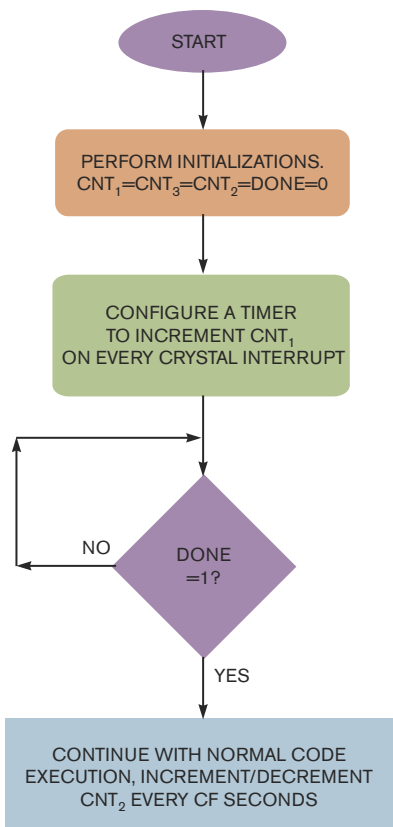 START
PERFORM INITIALIZATIONS.
CNT₁=CNT₃=CNT₂=DONE=0
CONFIGURE A TIMER
TO INCREMENT CNT₁
ON EVERY CRYSTAL INTERRUPT
NO
DONE
=1?
YES
CONTINUE WITH NORMAL CODE
EXECUTION, INCREMENT/DECREMENT
CNT₂ EVERY CF SECONDS